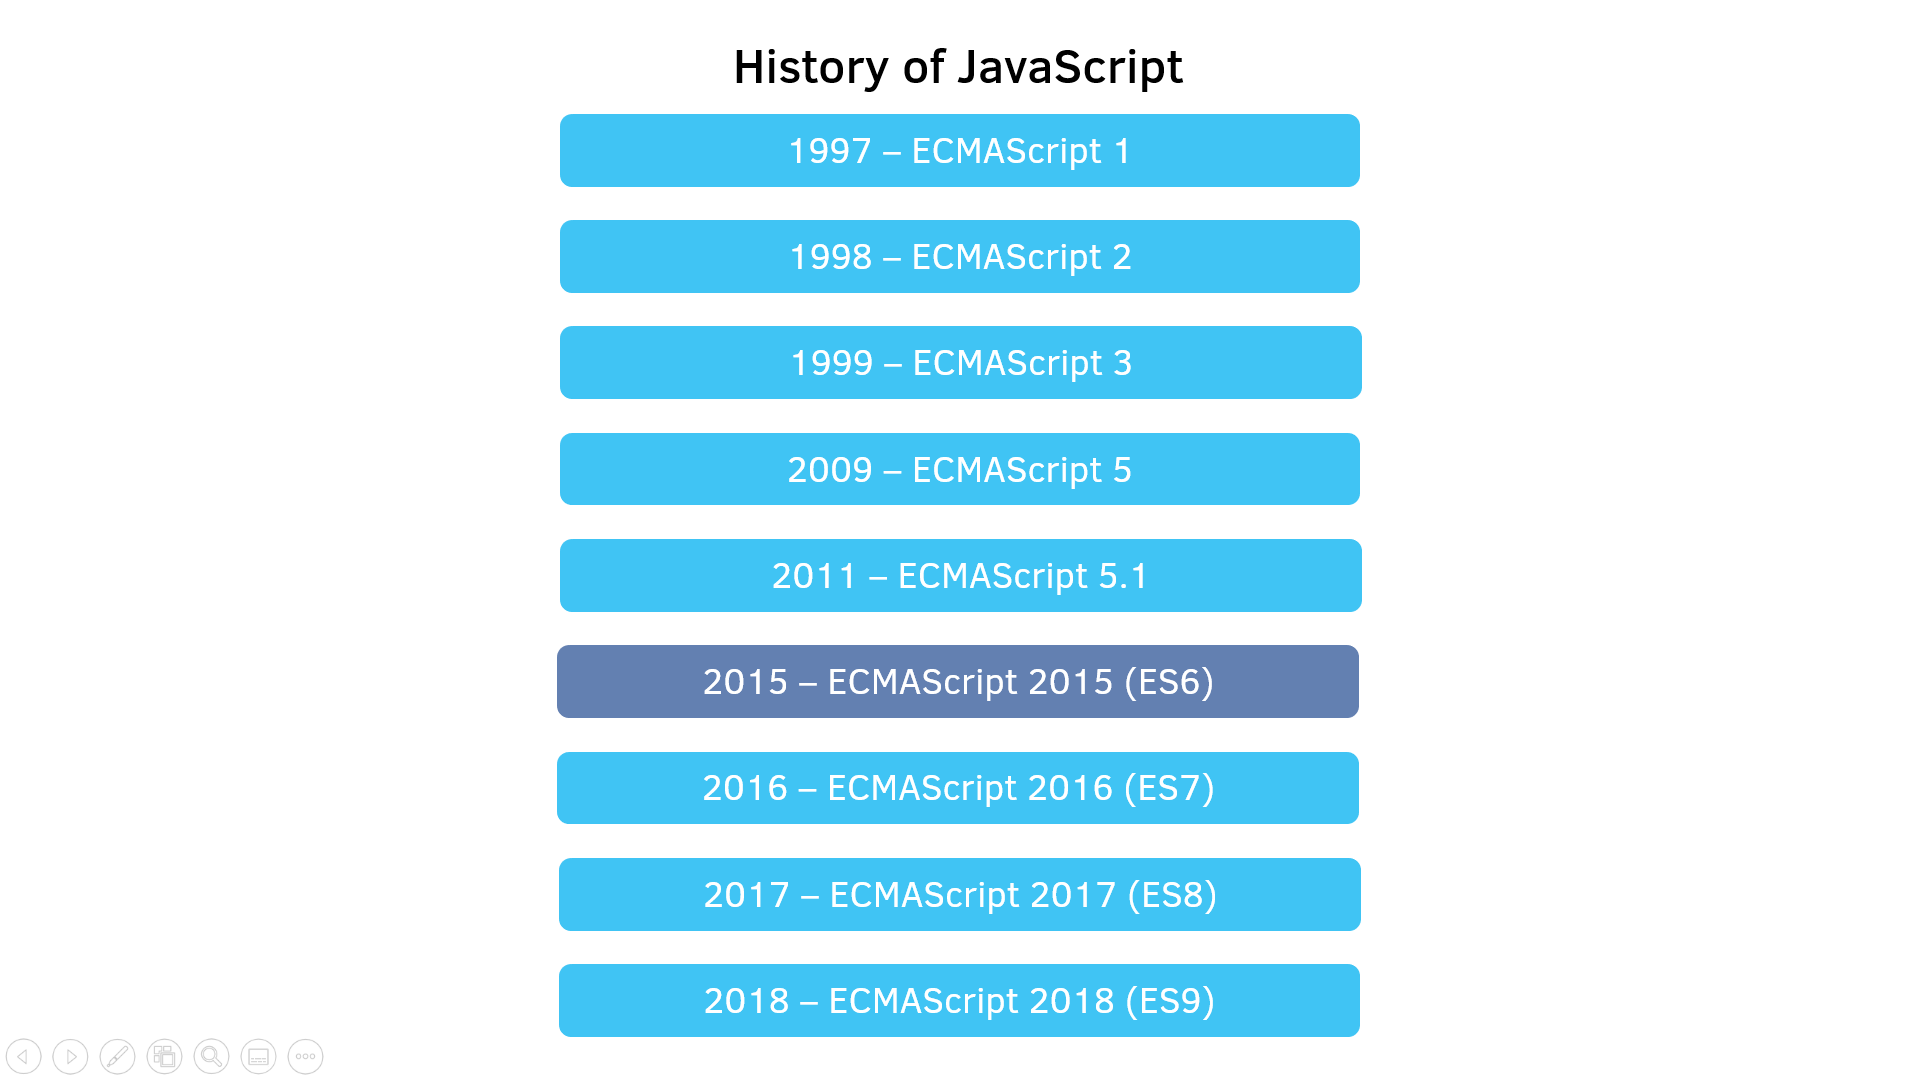 History of JavaScript
1997 – ECMAScript 1
1998 – ECMAScript 2
1999 – ECMAScript 3
2009 – ECMAScript 5
2011 – ECMAScript 5.1
2015 – ECMAScript 2015 (ES6)
2016 – ECMAScript 2016 (ES7)
2017 – ECMAScript 2017 (ES8)
2018 – ECMAScript 2018 (ES9)